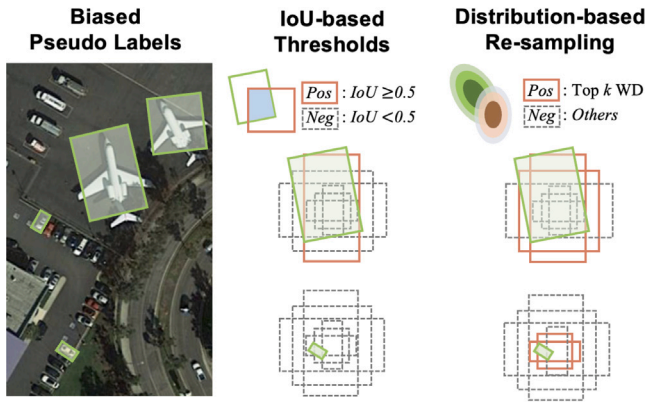 Biased
Pseudo Labels
IoU-based
Thresholds
Pos : IoU ≥0.5
Neg : IoU <0.5
Distribution-based
Re-sampling
Pos : Top k WD
Neg : Others